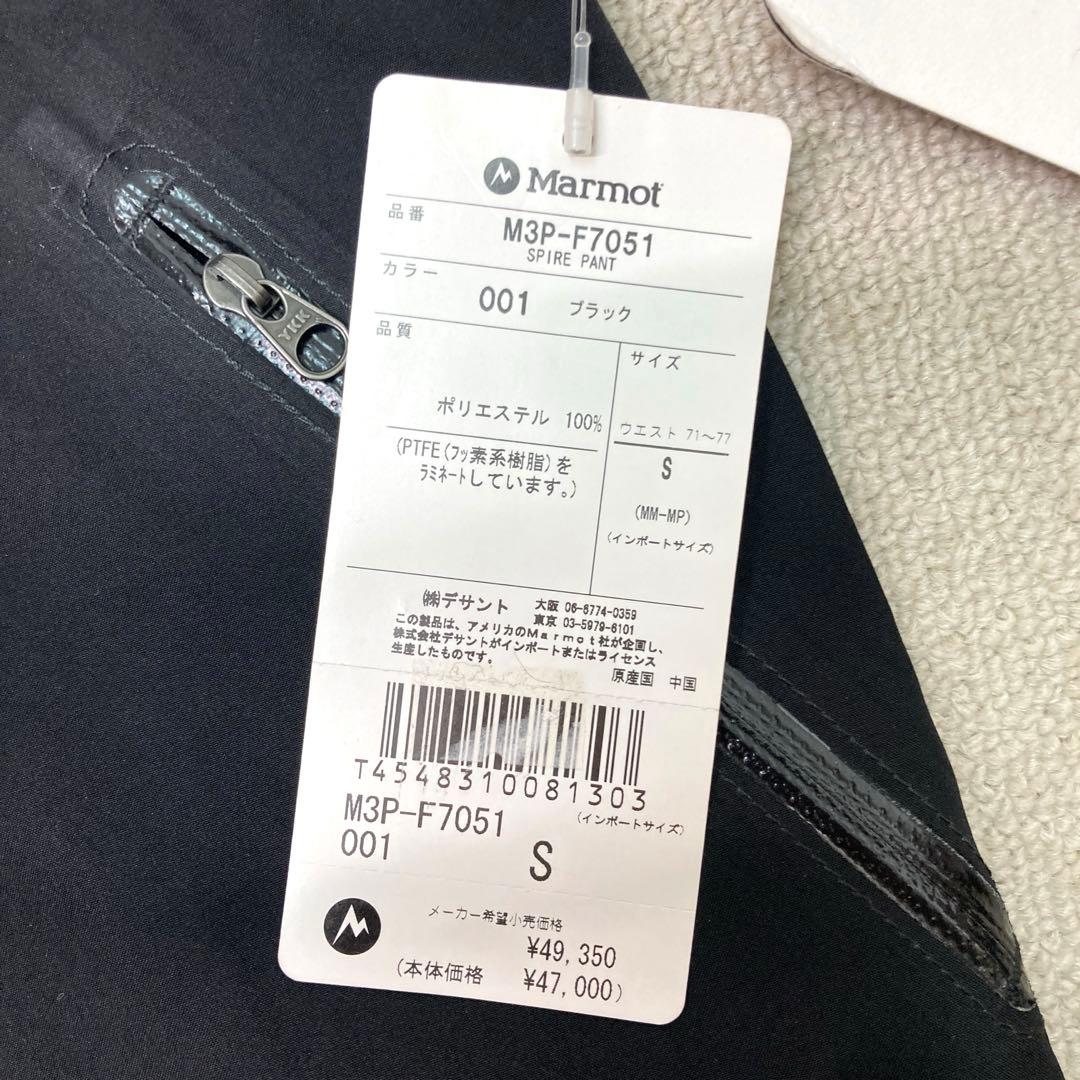 Marmot
品番
M3P-F7051
SPIRE PANT
カラー
001 ブラック
品質
サイズ
ポリエステル 100%
(PTFE(フッ素系樹脂)を
ラミネートしています。)
ウエスト 71～77
S
(MM-MP)
(インポートサイズ)
㈱デサント 大阪 06-6774-0359
東京 03-5979-6101
この製品は、アメリカのMarmot社が企画し、
株式会社デサントがインポートまたはライセンス
生産したものです。
原産国 中国
T4548310081303
M3P-F7051
(インポートサイズ)
001
S
メーカー希望小売価格
¥49,350
(本体価格 ¥47,000)
YKK